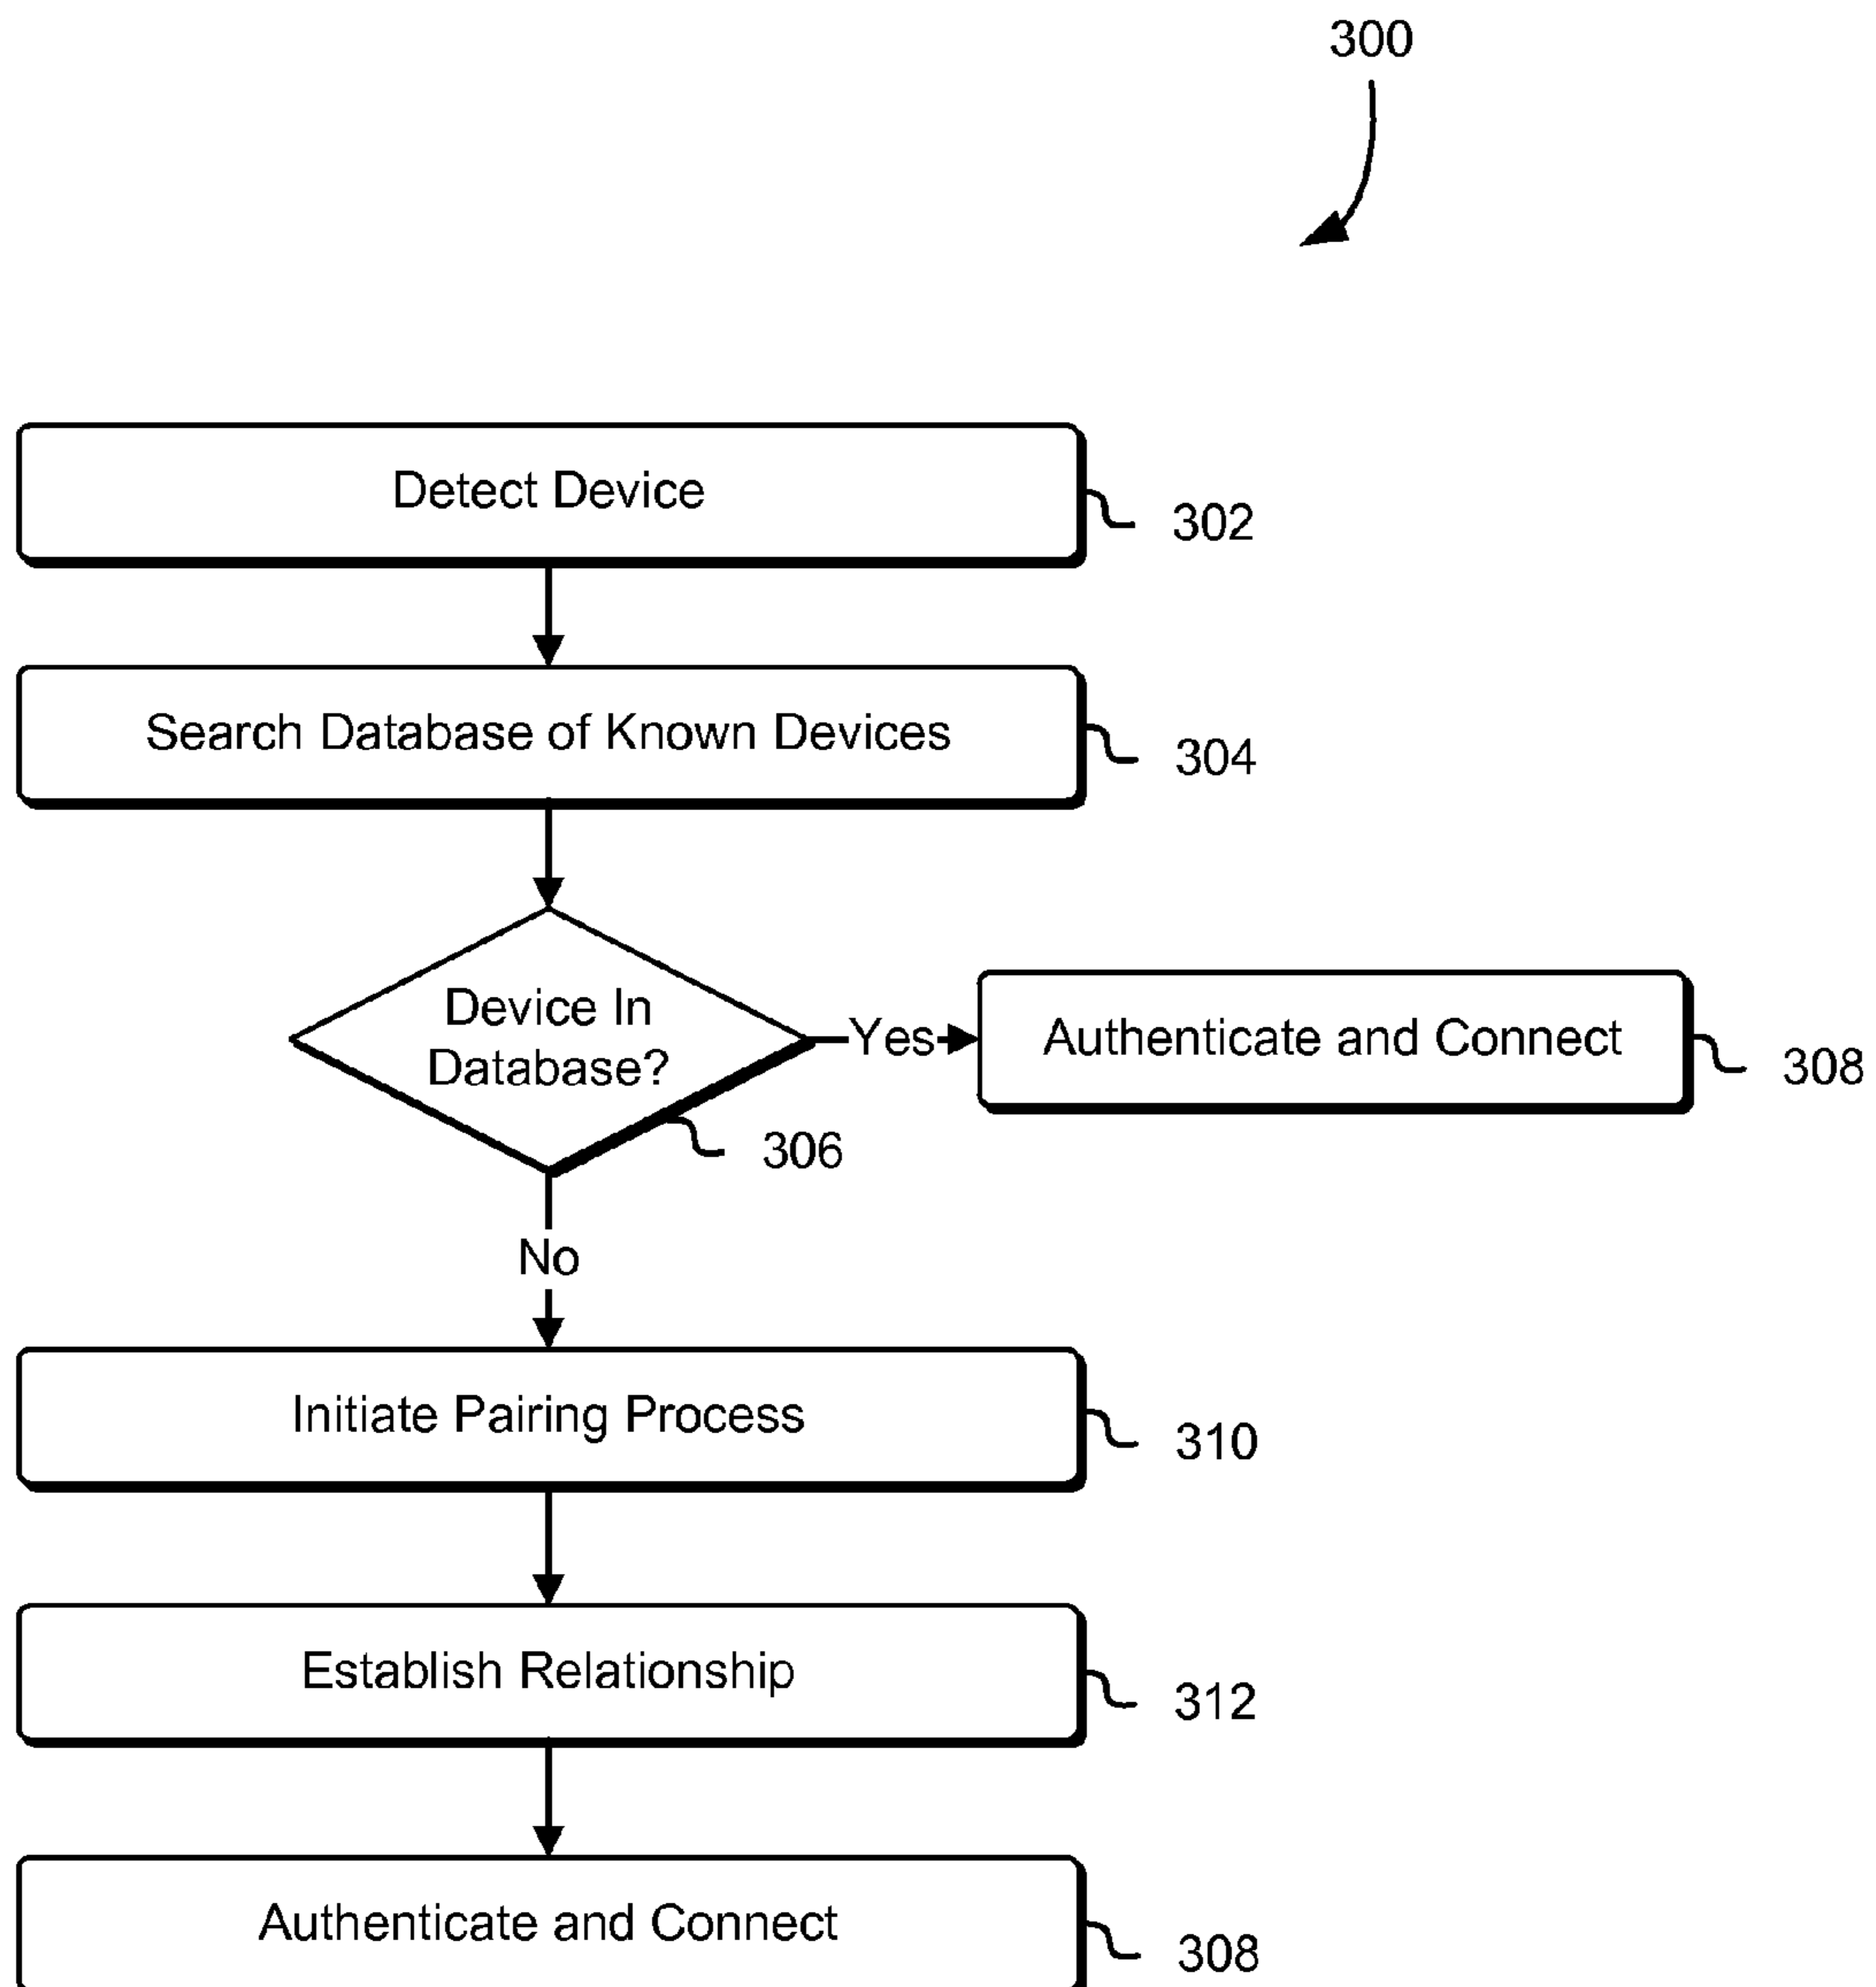 300
Detect Device
302
Search Database of Known Devices
304
Device In
Database?
Yes
Authenticate and Connect
308
306
No
Initiate Pairing Process
310
Establish Relationship
312
Authenticate and Connect
308